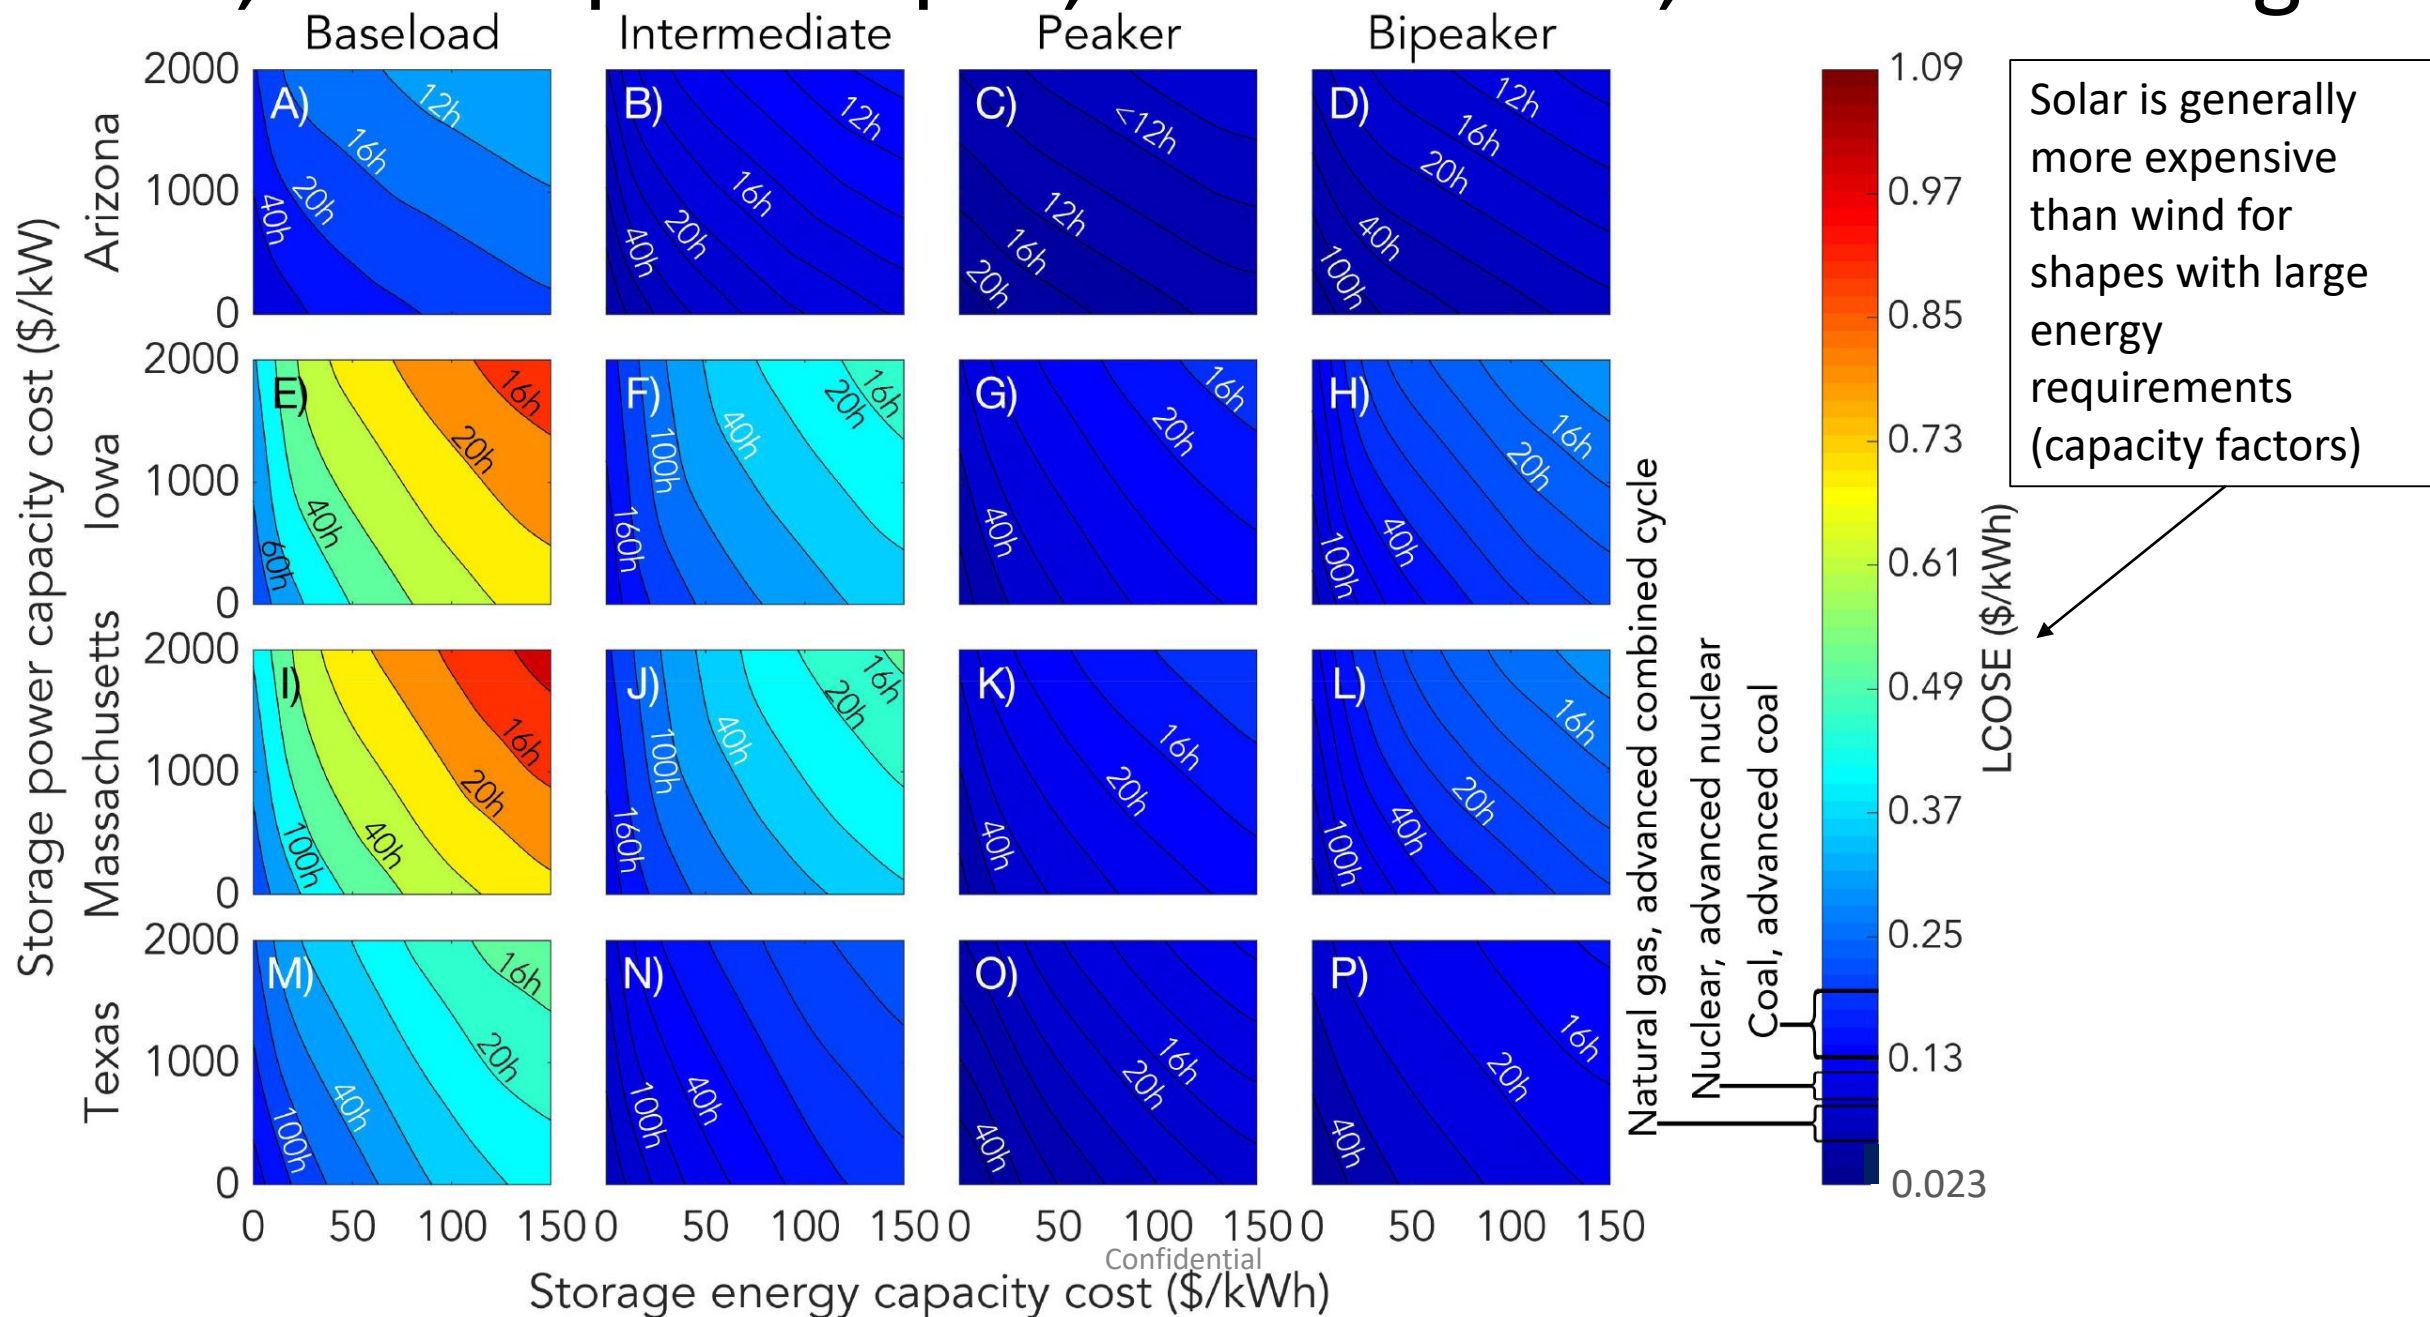 Baseload Intermediate Peaker Bipeaker
Storage power capacity cost ($/kW)
Arizona
2000
1000
0
A) 12h 16h 20h 40h
B) 12h 16h 20h 40h
C) <12h 12h 16h 20h
D) 12h 16h 20h 40h 100h
Iowa
2000
1000
0
E) 16h 20h 40h 60h
F) 16h 20h 40h 100h 160h
G) 16h 20h 40h
H) 16h 20h 40h 100h
Massachusetts
2000
1000
0
I) 16h 20h 40h 100h
J) 16h 20h 40h 100h 160h
K) 16h 20h 40h
L) 16h 20h 40h 100h
Texas
2000
1000
0
M) 16h 20h 40h 100h
N) 40h 100h
O) 16h 20h 40h
P) 16h 20h 40h
0 50 100 150 0 50 100 150 0 50 100 150 0 50 100 150
Confidential
Storage energy capacity cost ($/kWh)
Natural gas, advanced combined cycle
Nuclear, advanced nuclear
Coal, advanced coal
1.09
0.97
0.85
0.73
0.61
0.49
0.37
0.25
0.13
0.023
LCOSE ($/kWh)
Solar is generally
more expensive
than wind for
shapes with large
energy
requirements
(capacity factors)